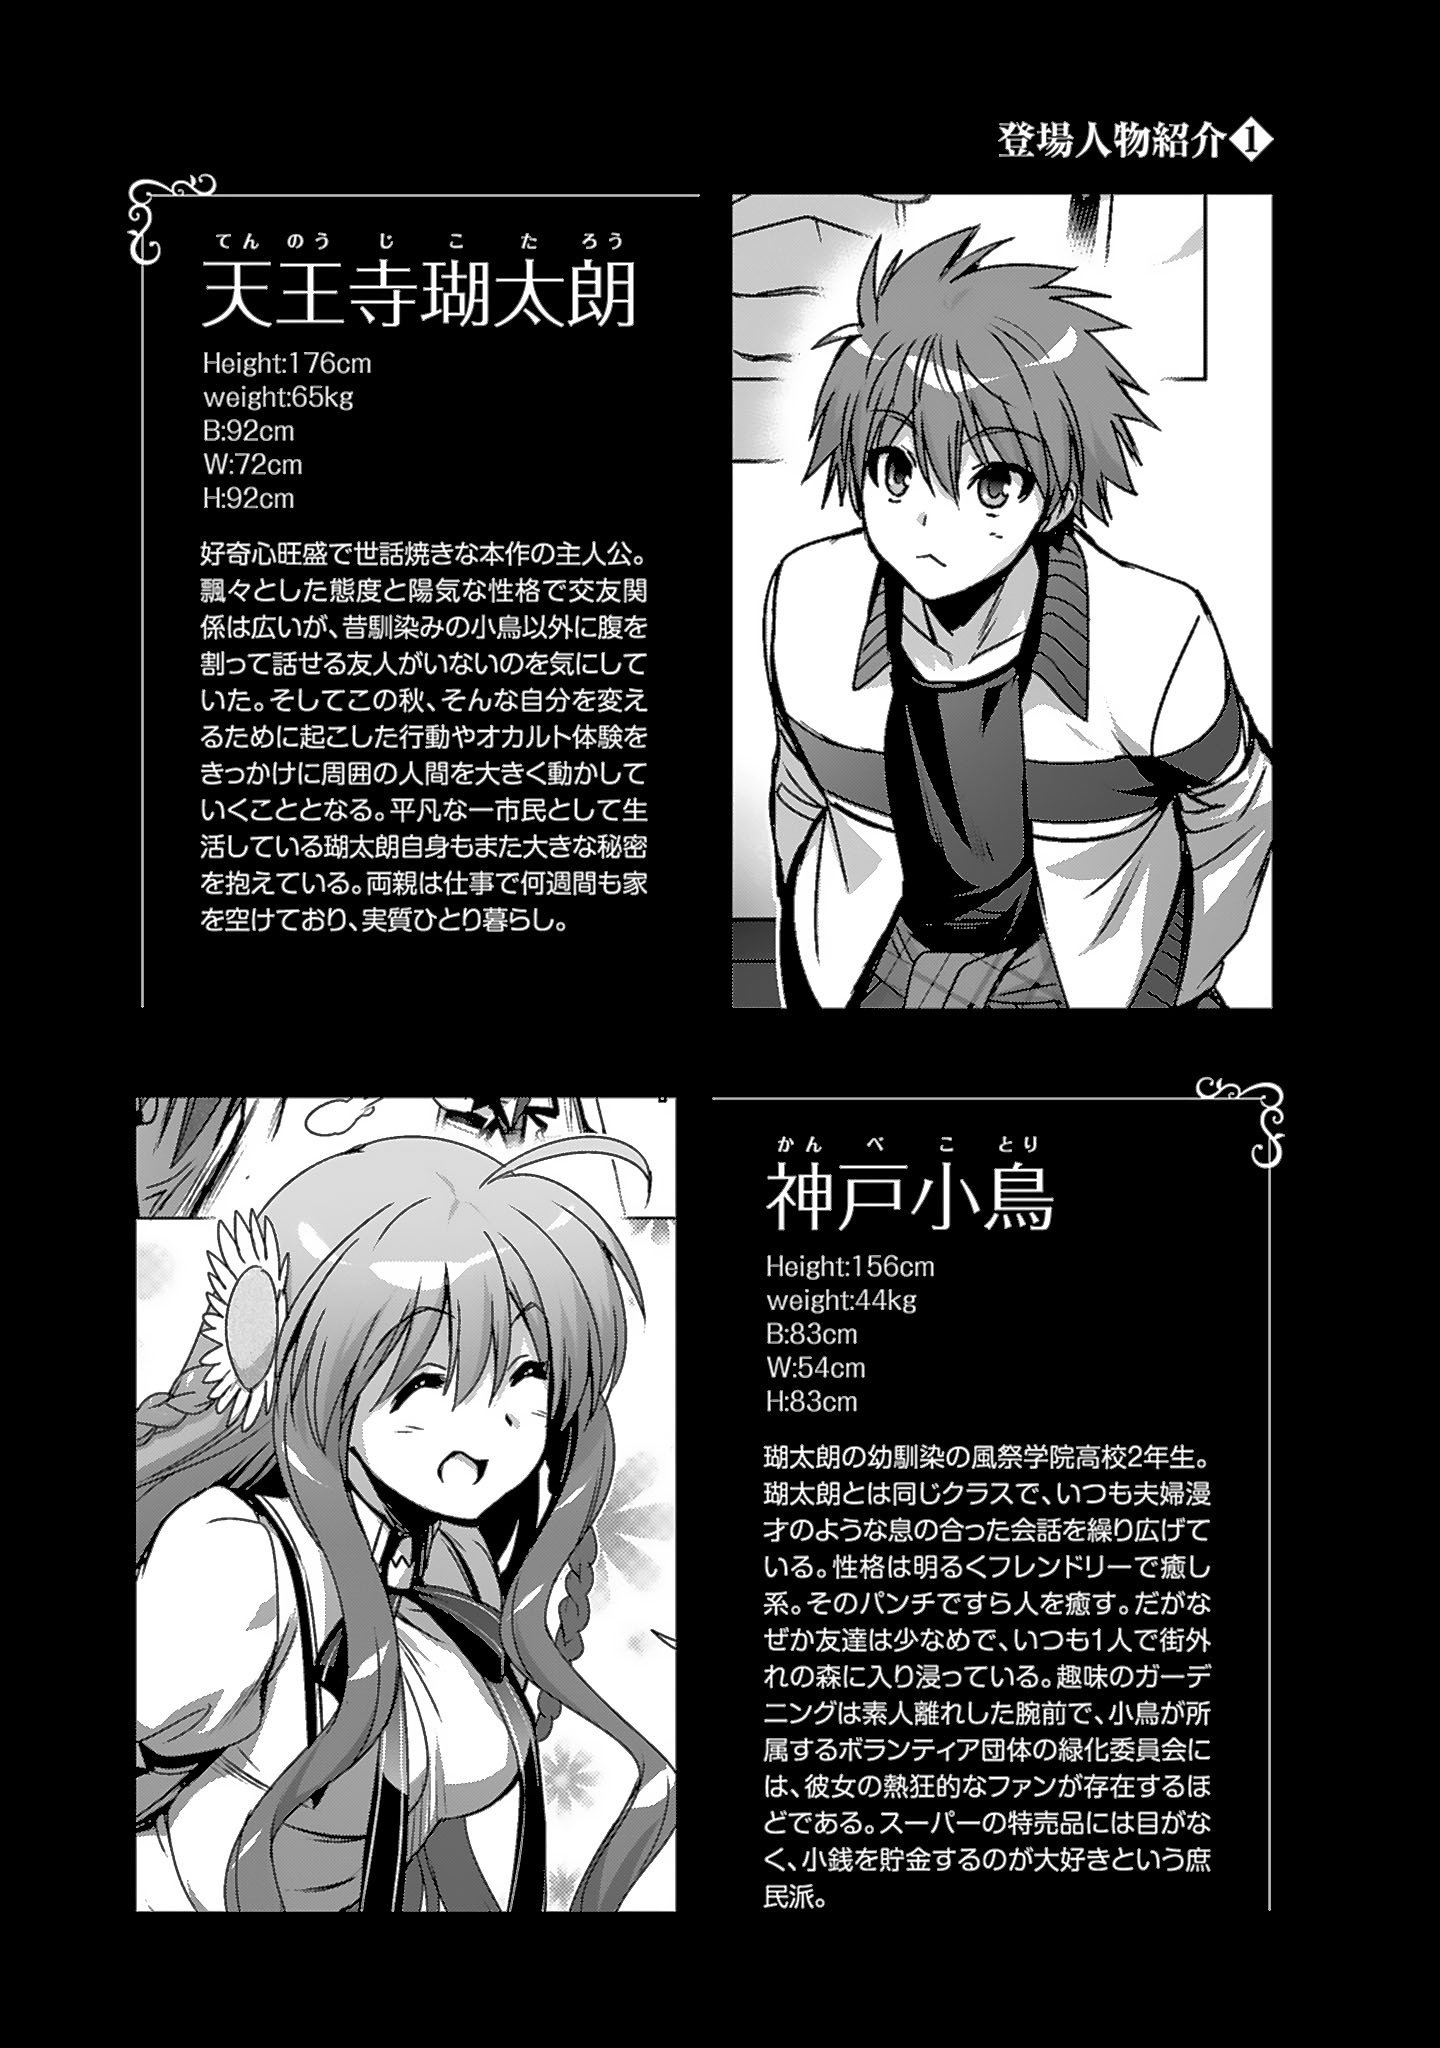 登場人物紹介1
てんのうじこたろう
天王寺瑚太朗
Height:176cm
weight:65kg
B:92cm
W:72cm
H:92cm
好奇心旺盛で世話焼きな本作の主人公。
飄々とした態度と陽気な性格で交友関
係は広いが、昔馴染みの小鳥以外に腹を
割って話せる友人がいないのを気にして
いた。そしてこの秋、そんな自分を変え
るために起こした行動やオカルト体験を
きっかけに周囲の人間を大きく動かして
いくこととなる。平凡な一市民として生
活している瑚太朗自身もまた大きな秘密
を抱えている。両親は仕事で何週間も家
を空けており、実質ひとり暮らし。
かんべことり
神戸小鳥
Height:156cm
weight:44kg
B:83cm
W:54cm
H:83cm
瑚太朗の幼馴染の風祭学院高校2年生。
瑚太朗とは同じクラスで、いつも夫婦漫
才のような息の合った会話を繰り広げて
いる。性格は明るくフレンドリーで癒し
系。そのパンチですら人を癒す。だがな
ぜか友達は少なめで、いつも1人で街外
れの森に入り浸っている。趣味のガーデ
ニングは素人離れした腕前で、小鳥が所
属するボランティア団体の緑化委員会に
は、彼女の熱狂的なファンが存在するほ
どである。スーパーの特売品には目がな
く、小銭を貯金するのが大好きという庶
民派。